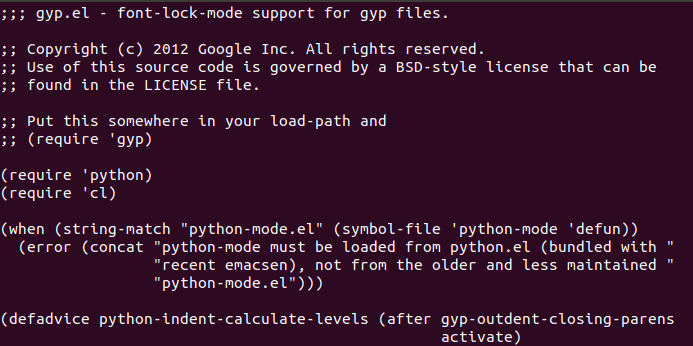 ;;; gyp.el - font-lock-mode support for gyp files.

;; Copyright (c) 2012 Google Inc. All rights reserved.
;; Use of this source code is governed by a BSD-style license that can be
;; found in the LICENSE file.

;; Put this somewhere in your load-path and
;; (require 'gyp)

(require 'python)
(require 'cl)

(when (string-match "python-mode.el" (symbol-file 'python-mode 'defun))
  (error (concat "python-mode must be loaded from python.el (bundled with "
                 "recent emacsen), not from the older and less maintained "
                 "python-mode.el")))

(defadvice python-indent-calculate-levels (after gyp-outdent-closing-parens
                                                 activate)